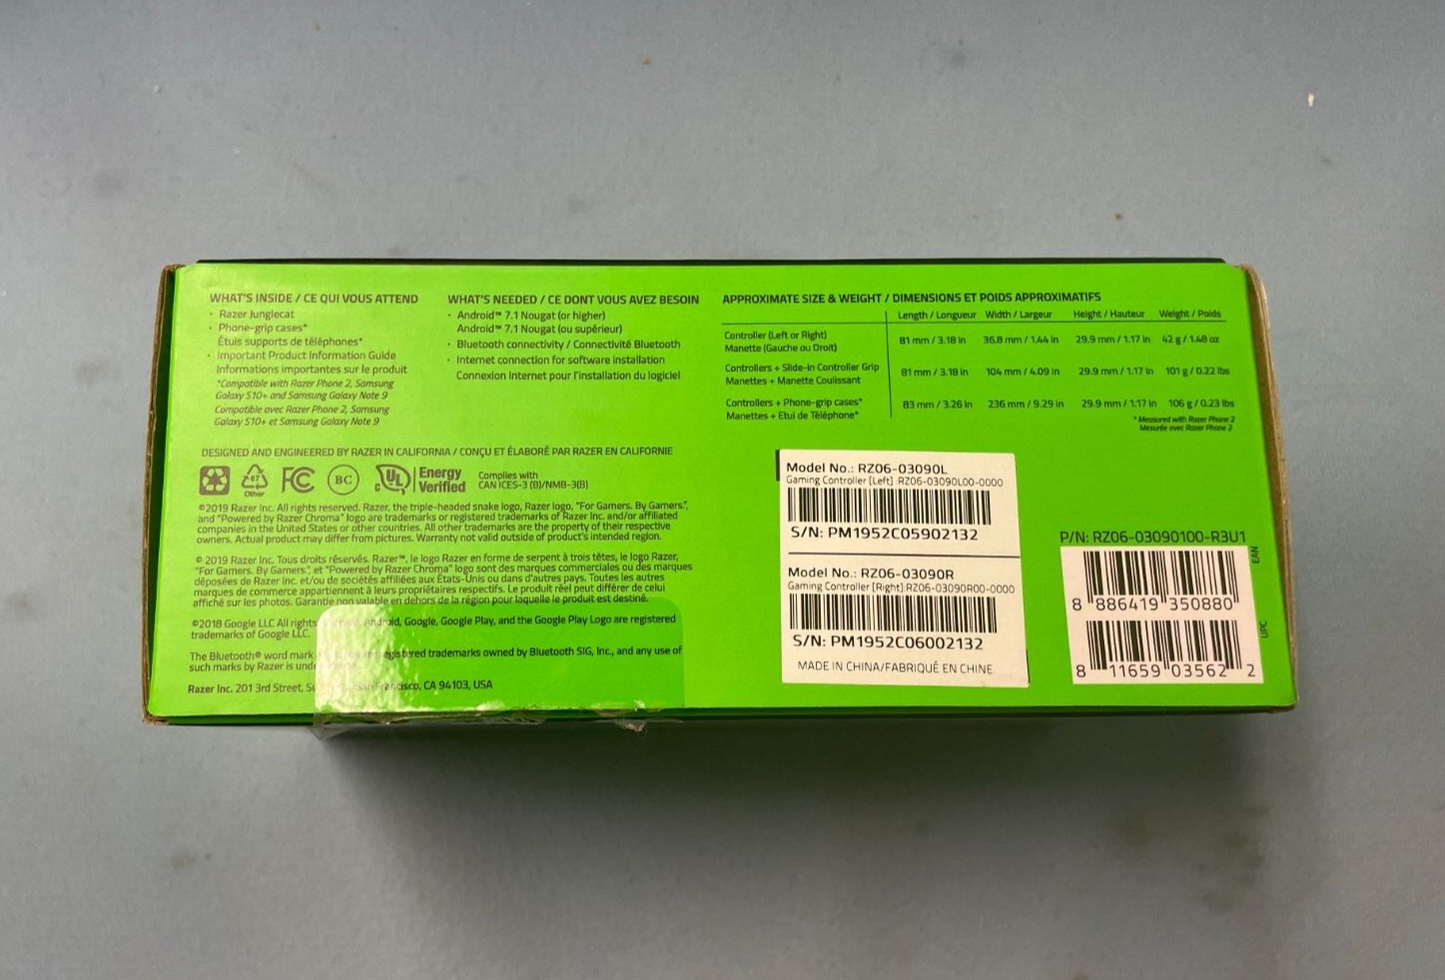 WHAT'S INSIDE / CE QUI VOUS ATTEND
· Razer Junglecat
· Phone-grip cases*
Étuis supports de téléphones*
· Important Product Information Guide
Informations importantes sur le produit
*Compatible with Razer Phone 2, Samsung
Galaxy S10+ and Samsung Galaxy Note 9
Compatible avec Razer Phone 2, Samsung
Galaxy S10+ et Samsung Galaxy Note 9
WHAT'S NEEDED / CE DONT VOUS AVEZ BESOIN
· Android™ 7.1 Nougat (or higher)
Android™ 7.1 Nougat (ou supérieur)
· Bluetooth connectivity / Connectivité Bluetooth
· Internet connection for software installation
Connexion Internet pour l'installation du logiciel
APPROXIMATE SIZE & WEIGHT / DIMENSIONS ET POIDS APPROXIMATIFS
Length / Longueur Width / Largeur Height / Hauteur Weight / Poids
Controller (Left or Right)
Manette (Gauche ou Droit)
81 mm / 3.18 in 36.8 mm / 1.44 in 29.9 mm / 1.17 in 42 g / 1.48 oz
Controllers + Slide-in Controller Grip
Manettes + Manette Coulissant
81 mm / 3.18 in 104 mm / 4.09 in 29.9 mm / 1.17 in 101 g / 0.22 lbs
Controllers + Phone-grip cases*
Manettes + Etui de Téléphone*
83 mm / 3.26 in 236 mm / 9.29 in 29.9 mm / 1.17 in 106 g / 0.23 lbs
* Measured with Razer Phone 2
Mesurée avec Razer Phone 2
DESIGNED AND ENGINEERED BY RAZER IN CALIFORNIA / CONÇU ET ÉLABORÉ PAR RAZER EN CALIFORNIE
07
Other
FC
BC
c UL
Energy
Verified
Complies with
CAN ICES-3 (B)/NMB-3(B)
©2019 Razer Inc. All rights reserved. Razer, the triple-headed snake logo, Razer logo, "For Gamers. By Gamers.",
and "Powered by Razer Chroma" logo are trademarks or registered trademarks of Razer Inc. and/or affiliated
companies in the United States or other countries. All other trademarks are the property of their respective
owners. Actual product may differ from pictures. Warranty not valid outside of product's intended region.
© 2019 Razer Inc. Tous droits réservés. Razer™, le logo Razer en forme de serpent à trois têtes, le logo Razer,
"For Gamers. By Gamers.", et "Powered by Razer Chroma" logo sont des marques commerciales ou des marques
déposées de Razer Inc. et/ou de sociétés affiliées aux États-Unis ou dans d'autres pays. Toutes les autres
marques de commerce appartiennent à leurs propriétaires respectifs. Le produit réel peut différer de celui
affiché sur les photos. Garantie non valable en dehors de la région pour laquelle le produit est destiné.
©2018 Google LLC All rights Android, Google, Google Play, and the Google Play Logo are registered
trademarks of Google LLC.
The Bluetooth® word mark registered trademarks owned by Bluetooth SIG, Inc., and any use of
such marks by Razer is
Razer Inc. 201 3rd Street, San Francisco, CA 94103, USA
Model No.: RZ06-03090L
Gaming Controller [Left] RZ06-03090L00-0000
S/N: PM1952C05902132
Model No.: RZ06-03090R
Gaming Controller [Right] RZ06-03090R00-0000
S/N: PM1952C06002132
MADE IN CHINA/FABRIQUÉ EN CHINE
P/N: RZ06-03090100-R3U1
EAN
8 886419 350880
UPC
8 11659 03562 2